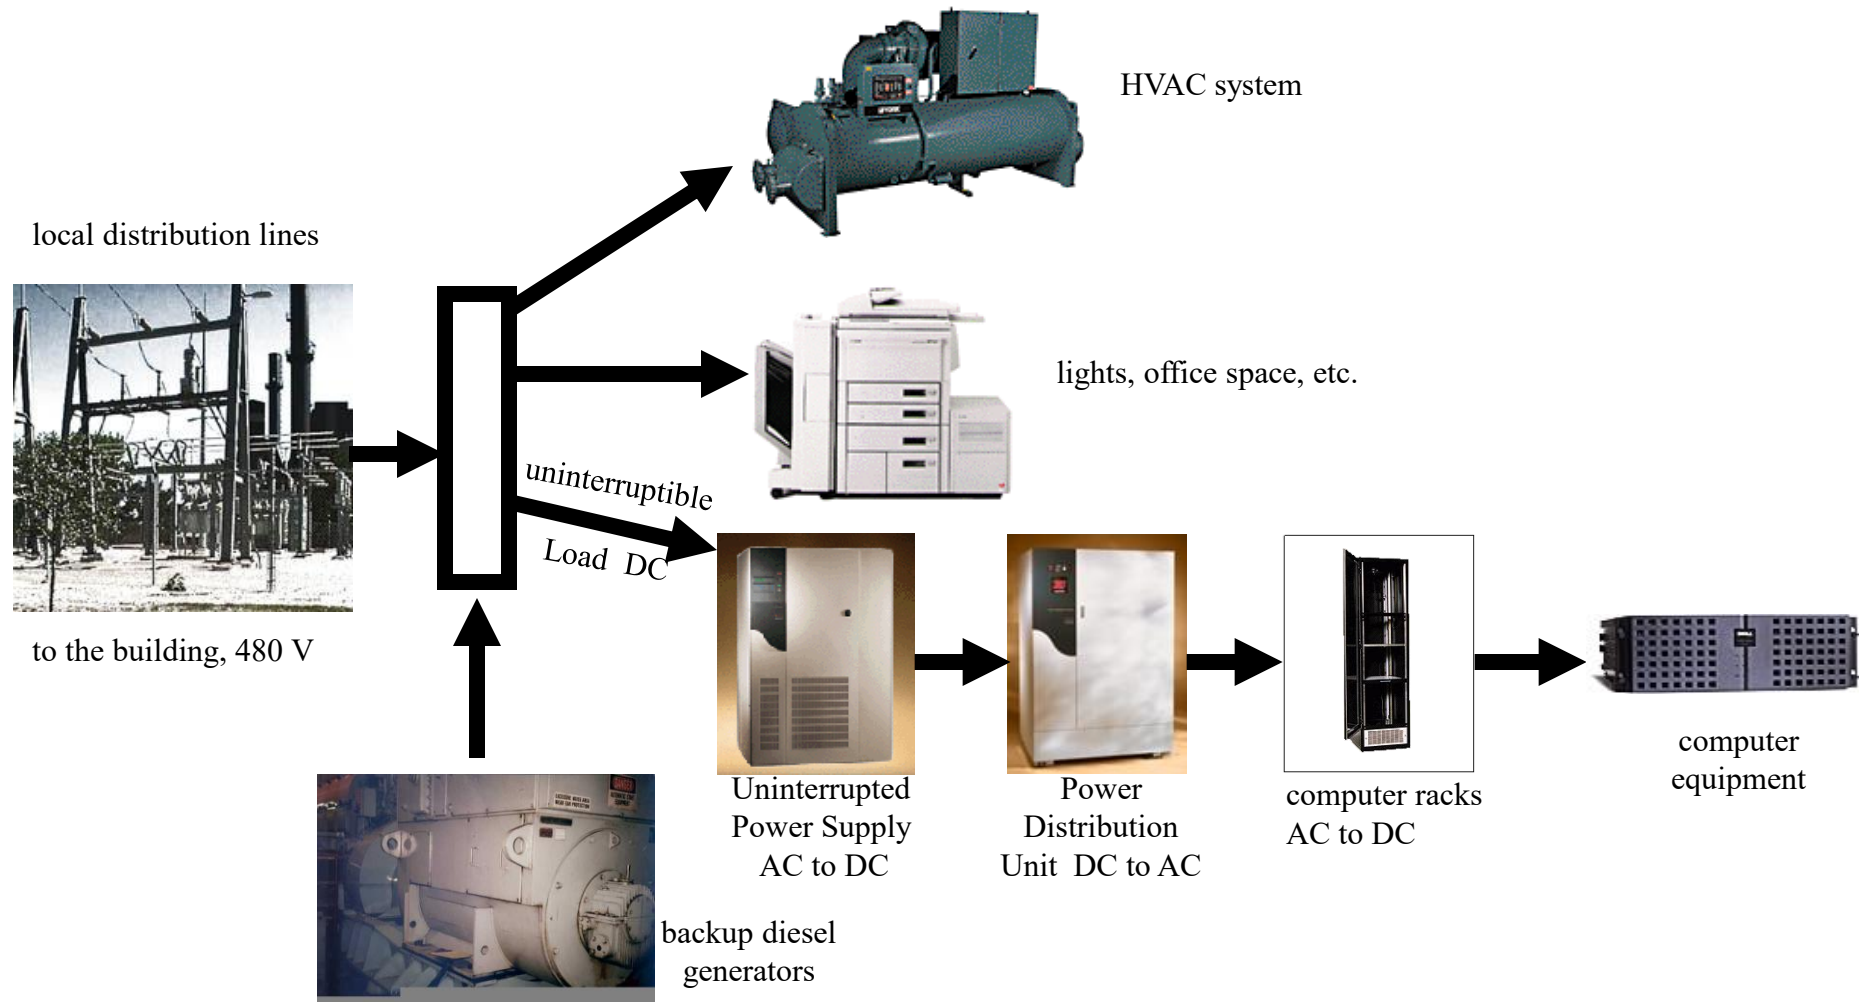 HVAC system
local distribution lines
lights, office space, etc.
uninterruptible
Load DC
to the building, 480 V
computer
equipment
Uninterrupted
Power Supply
AC to DC
Power
Distribution
Unit DC to AC
computer racks
AC to DC
backup diesel
generators